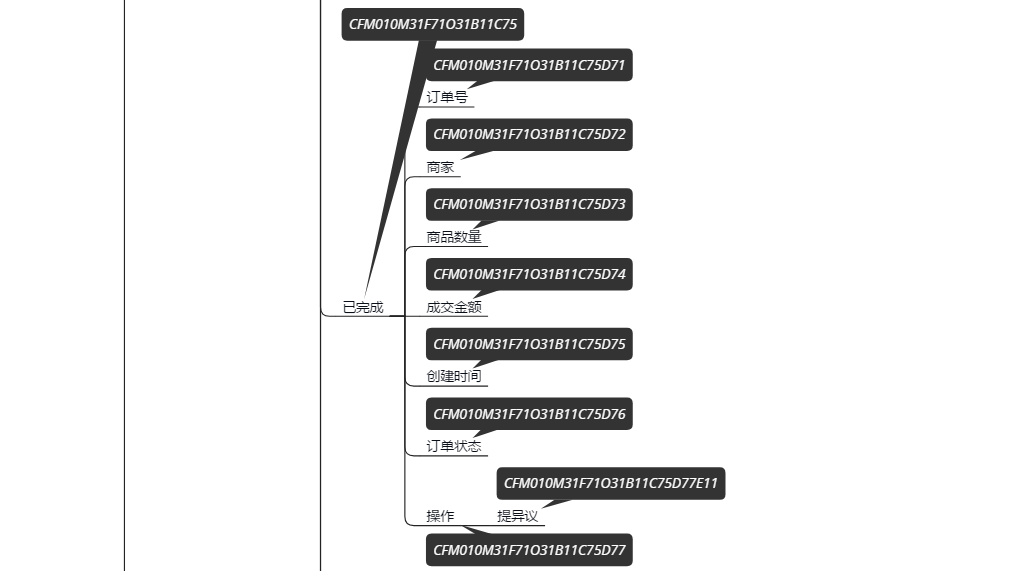 CFM010M31F71O31B11C75
CFM010M31F71O31B11C75D71
订单号
CFM010M31F71O31B11C75D72
商家
CFM010M31F71O31B11C75D73
商品数量
CFM010M31F71O31B11C75D74
已完成
成交金额
CFM010M31F71O31B11C75D75
创建时间
CFM010M31F71O31B11C75D76
订单状态
CFM010M31F71O31B11C75D77E11
操作
提异议
CFM010M31F71O31B11C75D77